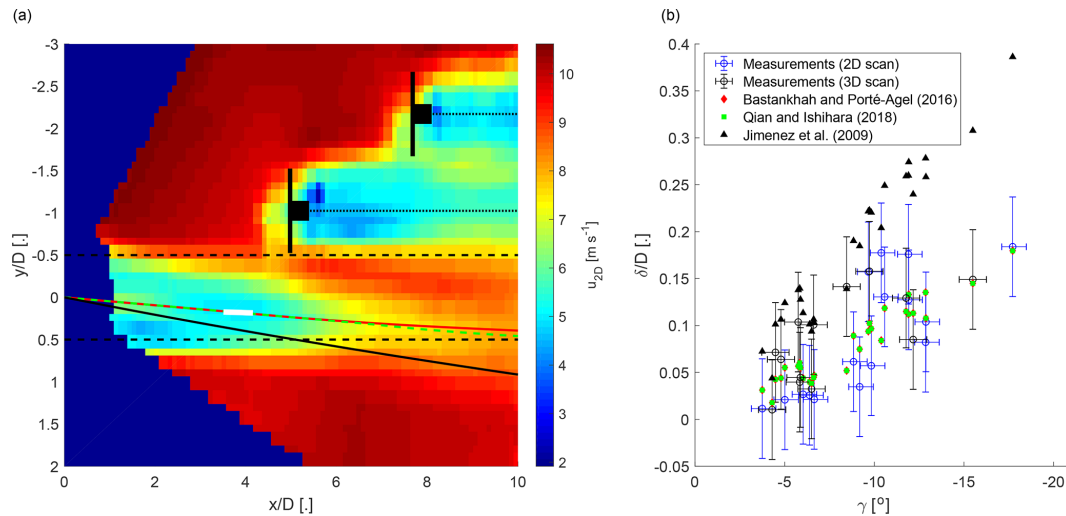 (a)
-3
-2.5
-2
-1.5
-1
-0.5
0
0.5
1
1.5
2
y/D [.]
0 2 4 6 8 10
x/D [.]
10
9
8
7
6
5
4
3
2
u2D [m s-1]
(b)
0.4
0.35
0.3
0.25
0.2
0.15
0.1
0.05
0
-0.05
δ/D [.]
Measurements (2D scan)
Measurements (3D scan)
Bastankhah and Porté-Agel (2016)
Qian and Ishihara (2018)
Jimenez et al. (2009)
0 -5 -10 -15 -20
γ [°]